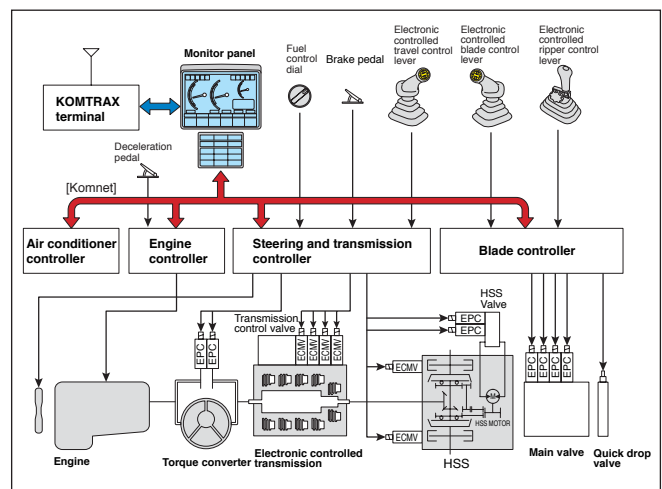 Monitor panel
Fuel
control
dial
Brake pedal
Electronic
controlled
travel control
lever
Electronic
controlled
blade control
lever
Electronic
controlled
ripper control
lever
KOMTRAX
terminal
Deceleration
pedal
[Komnet]
Air conditioner
controller
Engine
controller
Steering and transmission
controller
Blade controller
Transmission
control valve
EPC
EPC
ECMV
ECMV
ECMV
ECMV
HSS
Valve
EPC
EPC
ECMV
ECMV
M
HSS MOTOR
HSS
EPC
EPC
EPC
EPC
Engine
Torque converter
Electronic controlled
transmission
Main valve
Quick drop
valve